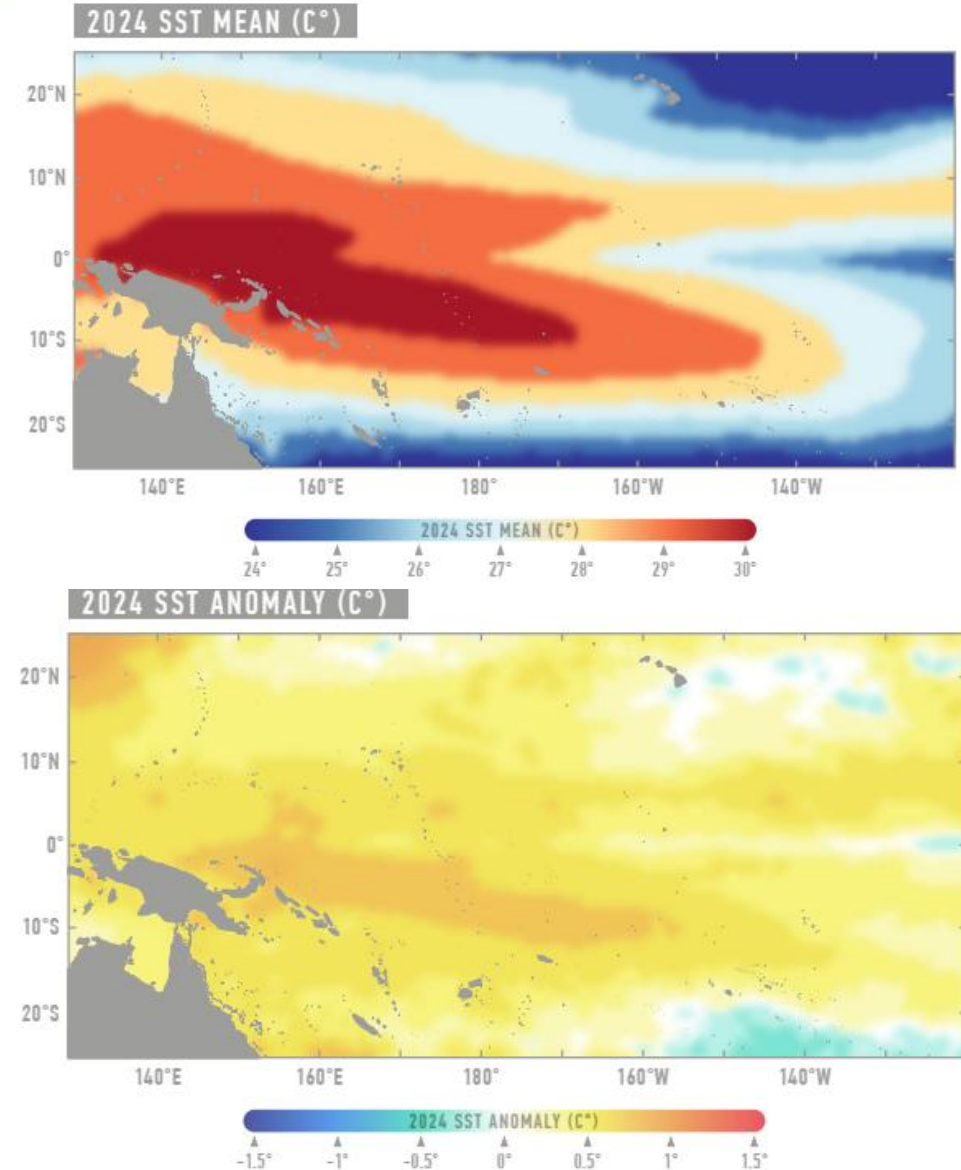 2024 SST MEAN (C°)
20°N
10°N
0°
10°S
20°S
140°E 160°E 180° 160°W 140°W
2024 SST MEAN (C°)
24° 25° 26° 27° 28° 29° 30°
2024 SST ANOMALY (C°)
20°N
10°N
0°
10°S
20°S
140°E 160°E 180° 160°W 140°W
2024 SST ANOMALY (C°)
-1.5° -1° -0.5° 0° 0.5° 1° 1.5°